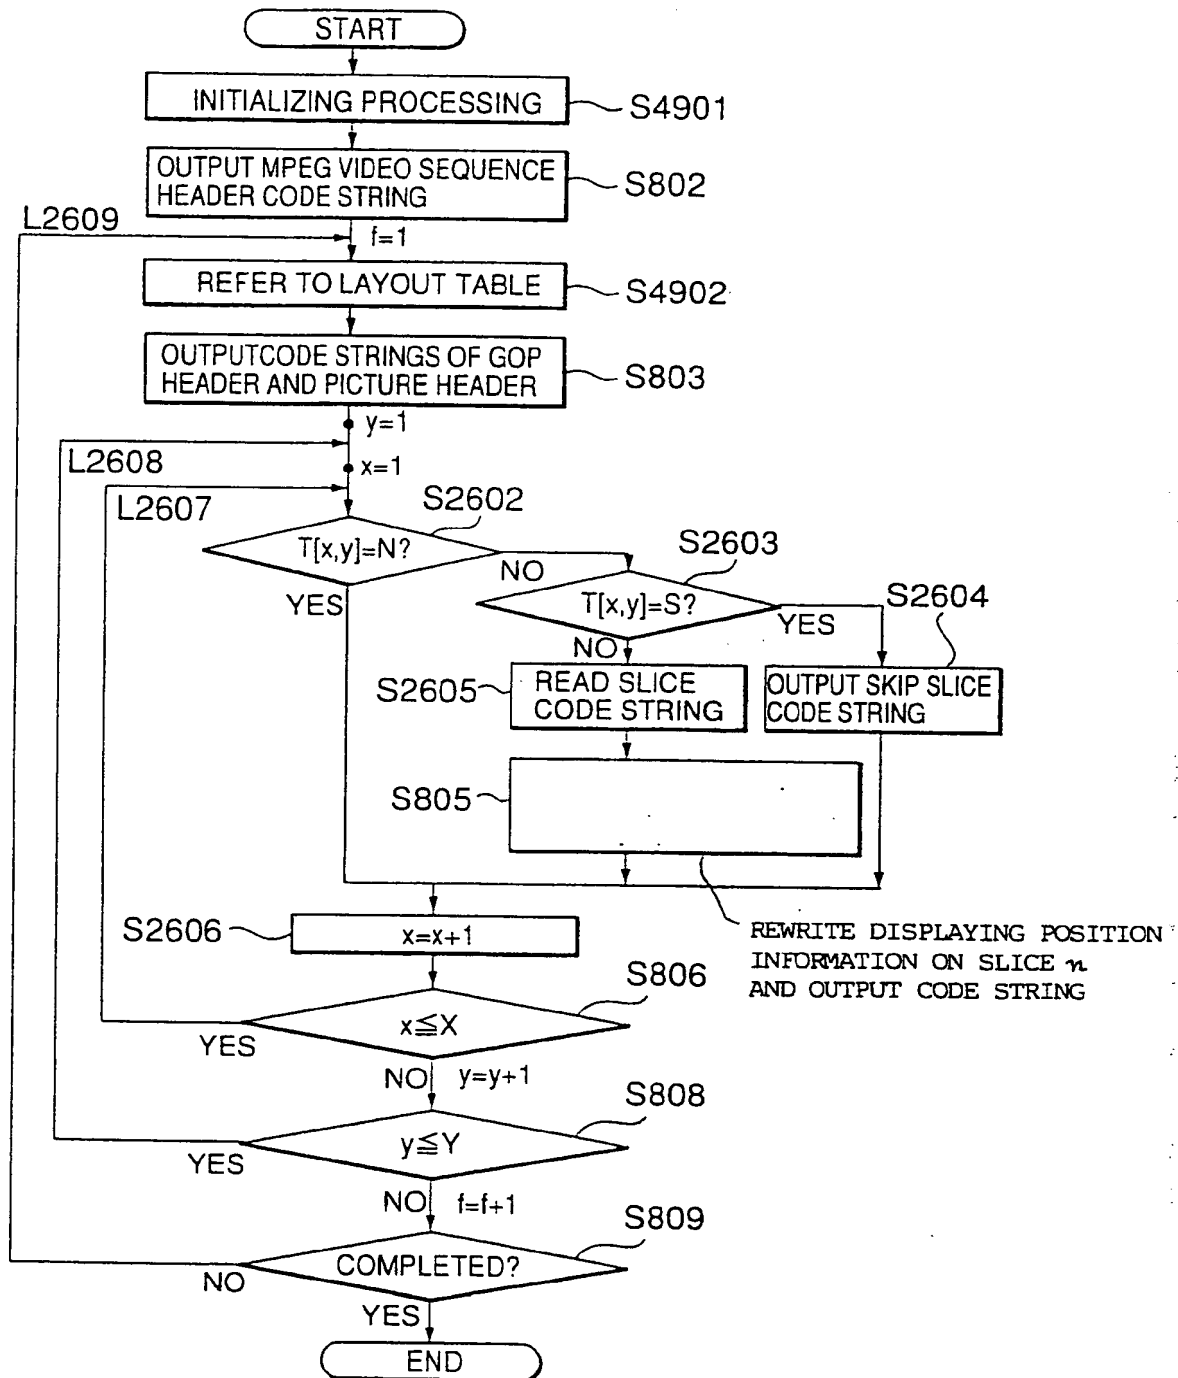 START
INITIALIZING PROCESSING
S4901
OUTPUT MPEG VIDEO SEQUENCE
HEADER CODE STRING
S802
L2609
f=1
REFER TO LAYOUT TABLE
S4902
OUTPUTCODE STRINGS OF GOP
HEADER AND PICTURE HEADER
S803
y=1
L2608
x=1
L2607
S2602
T[x,y]=N?
NO
YES
S2603
T[x,y]=S?
YES
NO
S2604
S2605
READ SLICE
CODE STRING
OUTPUT SKIP SLICE
CODE STRING
S805
REWRITE DISPLAYING POSITION
INFORMATION ON SLICE n
AND OUTPUT CODE STRING
S2606
x=x+1
S806
x≦X
YES
NO
y=y+1
S808
y≦Y
YES
NO
f=f+1
S809
COMPLETED?
NO
YES
END